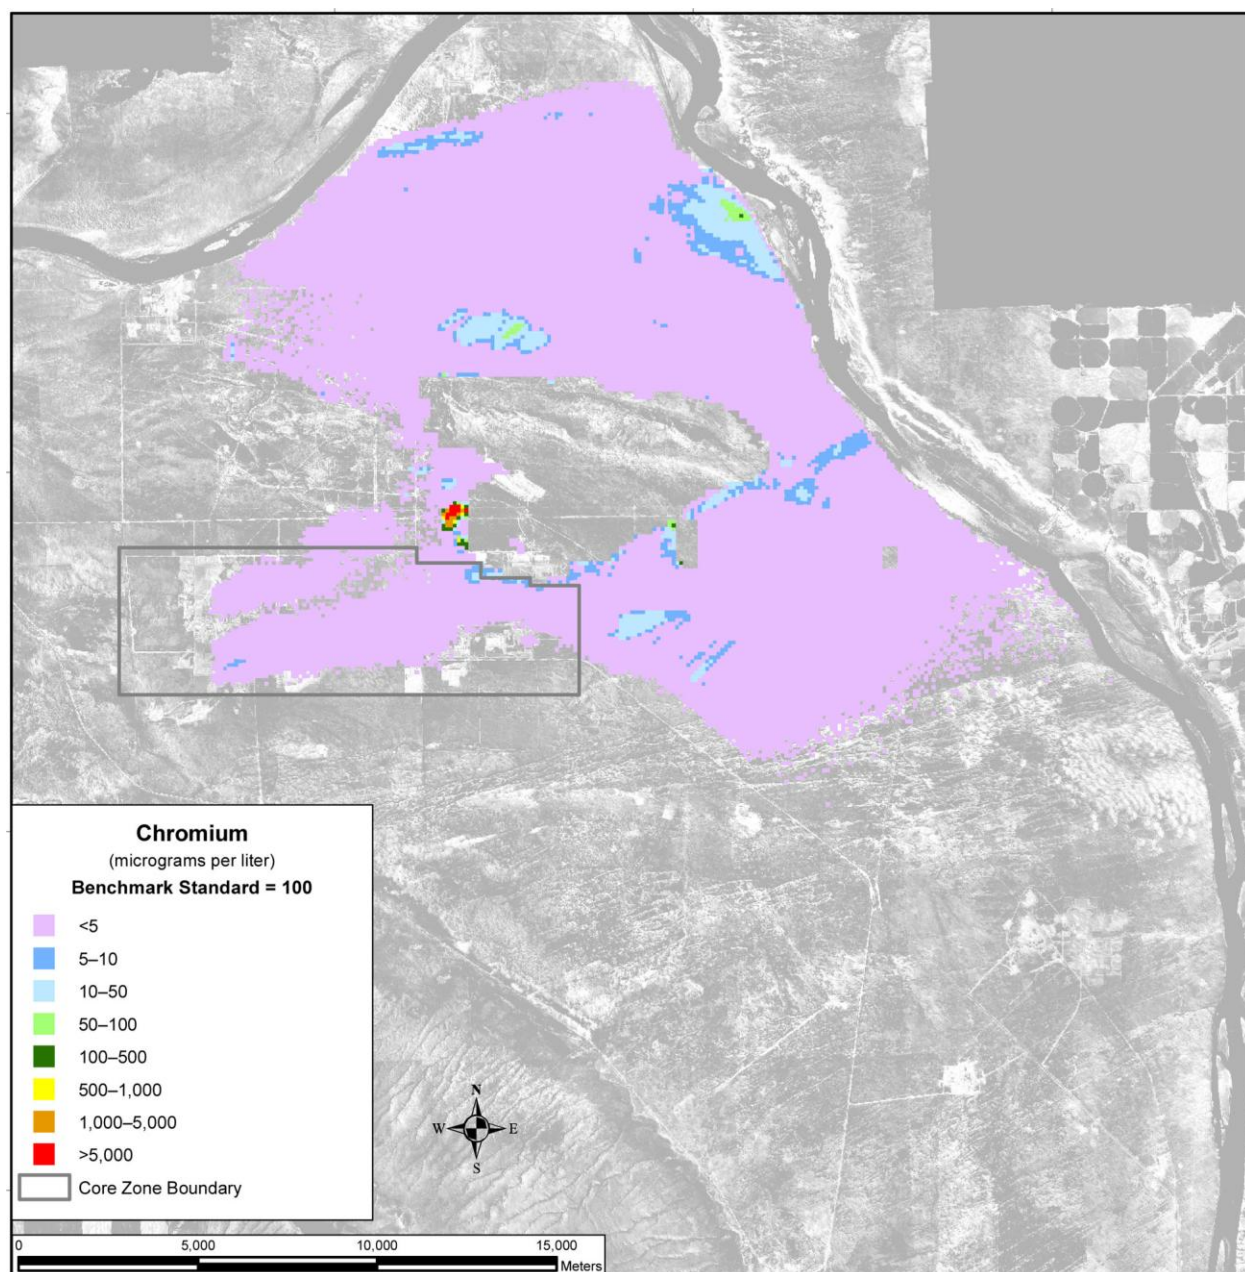 Chromium
(micrograms per liter)
Benchmark Standard = 100
<5
5–10
10–50
50–100
100–500
500–1,000
1,000–5,000
>5,000
Core Zone Boundary
N
W E
S
0 5,000 10,000 15,000
Meters